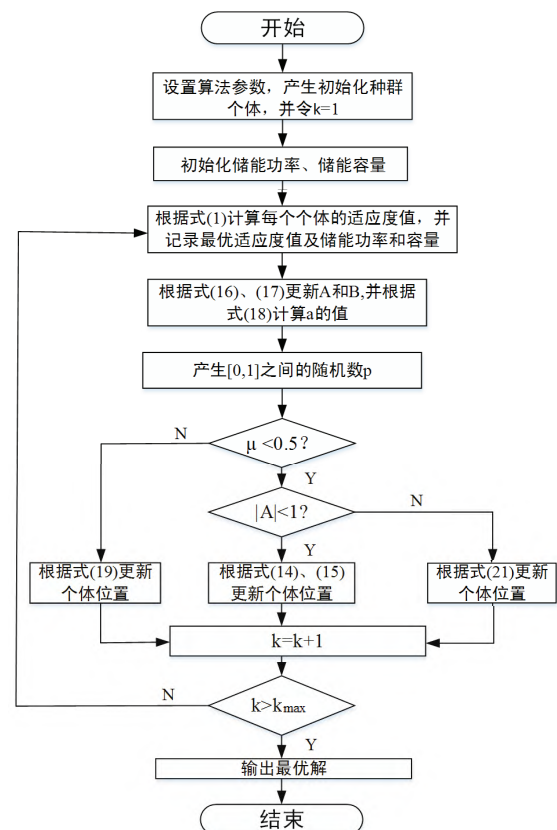 开始
设置算法参数，产生初始化种群
个体，并令k=1
初始化储能功率、储能容量
根据式(1)计算每个个体的适应度值，并
记录最优适应度值及储能功率和容量
根据式(16)、(17)更新A和B,并根据
式(18)计算a的值
产生[0,1]之间的随机数p
N
μ<0.5?
Y
|A|<1?
N
Y
根据式(19)更新
个体位置
根据式(14)、(15)
更新个体位置
根据式(21)更新
个体位置
k=k+1
N
k>kmax
Y
输出最优解
结束